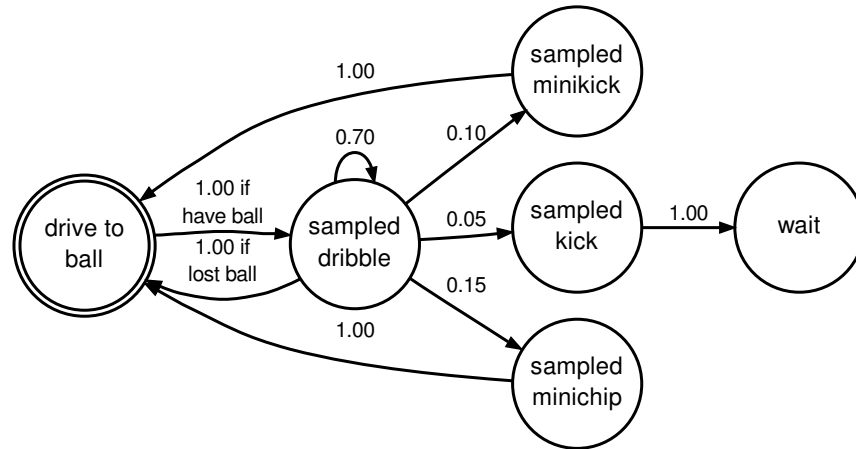 drive to
ball
1.00
1.00 if
have ball
1.00 if
lost ball
1.00
0.70
sampled
dribble
0.10
0.05
0.15
sampled
minikick
sampled
kick
sampled
minichip
1.00
wait